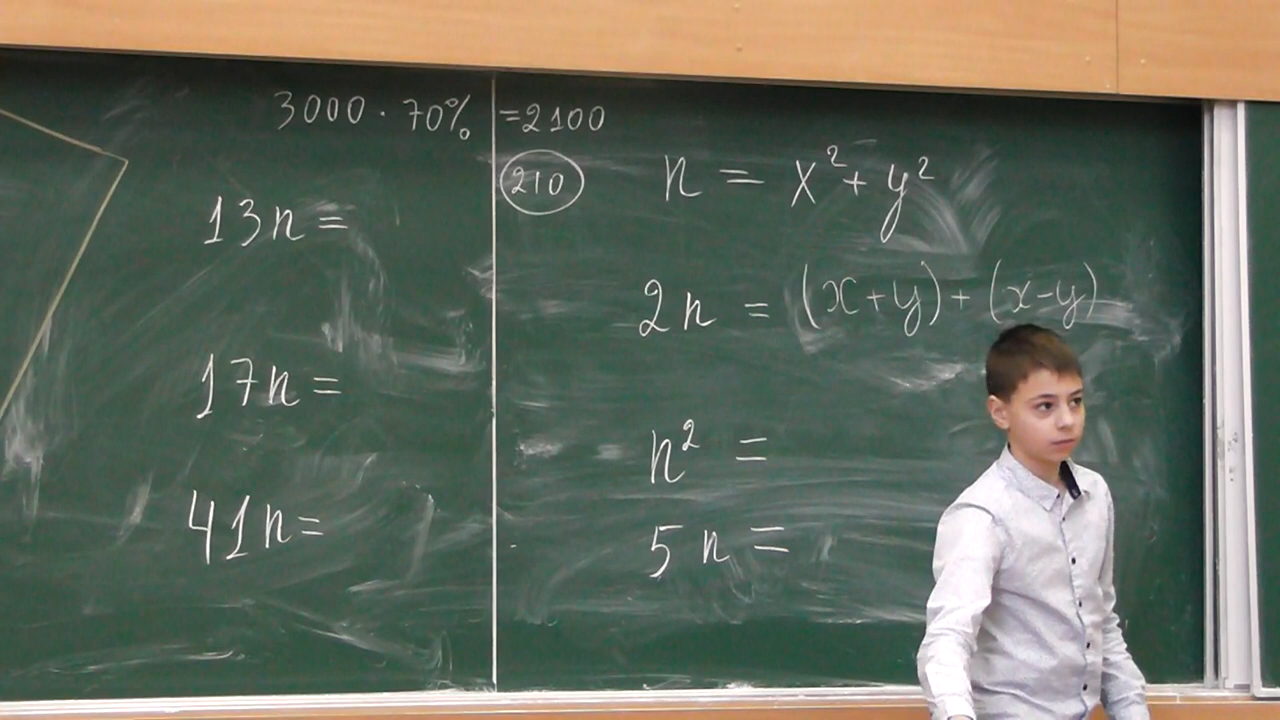 3000 · 70% = 2100
210
n = x² + y²
13n =
2n = (x+y) + (x-y)
17n =
n² =
41n =
5n =